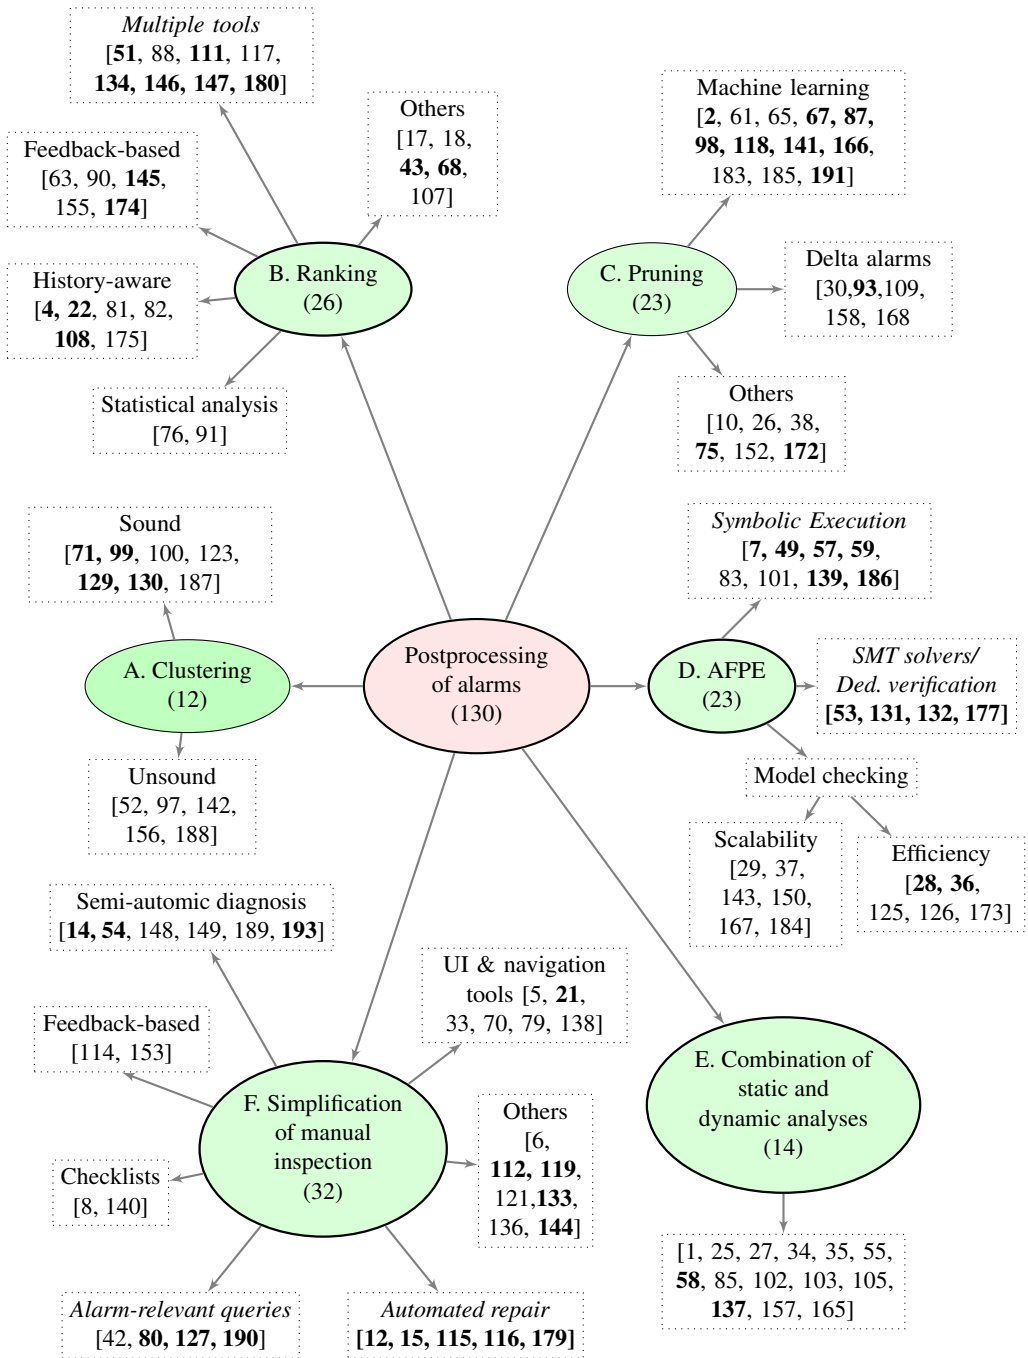 Multiple tools
[51, 88, 111, 117,
134, 146, 147, 180]
Others
[17, 18,
43, 68,
107]
Feedback-based
[63, 90, 145,
155, 174]
History-aware
[4, 22, 81, 82,
108, 175]
Statistical analysis
[76, 91]
B. Ranking
(26)
Machine learning
[2, 61, 65, 67, 87,
98, 118, 141, 166,
183, 185, 191]
C. Pruning
(23)
Delta alarms
[30,93,109,
158, 168
Others
[10, 26, 38,
75, 152, 172]
Sound
[71, 99, 100, 123,
129, 130, 187]
A. Clustering
(12)
Unsound
[52, 97, 142,
156, 188]
Postprocessing
of alarms
(130)
Symbolic Execution
[7, 49, 57, 59,
83, 101, 139, 186]
D. AFPE
(23)
SMT solvers/
Ded. verification
[53, 131, 132, 177]
Model checking
Scalability
[29, 37,
143, 150,
167, 184]
Efficiency
[28, 36,
125, 126, 173]
Semi-automic diagnosis
[14, 54, 148, 149, 189, 193]
UI & navigation
tools [5, 21,
33, 70, 79, 138]
Feedback-based
[114, 153]
F. Simplification
of manual
inspection
(32)
Others
[6,
112, 119,
121,133,
136, 144]
Checklists
[8, 140]
Alarm-relevant queries
[42, 80, 127, 190]
Automated repair
[12, 15, 115, 116, 179]
E. Combination of
static and
dynamic analyses
(14)
[1, 25, 27, 34, 35, 55,
58, 85, 102, 103, 105,
137, 157, 165]